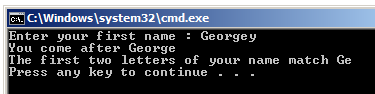 C:\Windows\system32\cmd.exe
Enter your first name : Georgey
You come after George
The first two letters of your name match Ge
Press any key to continue . . .